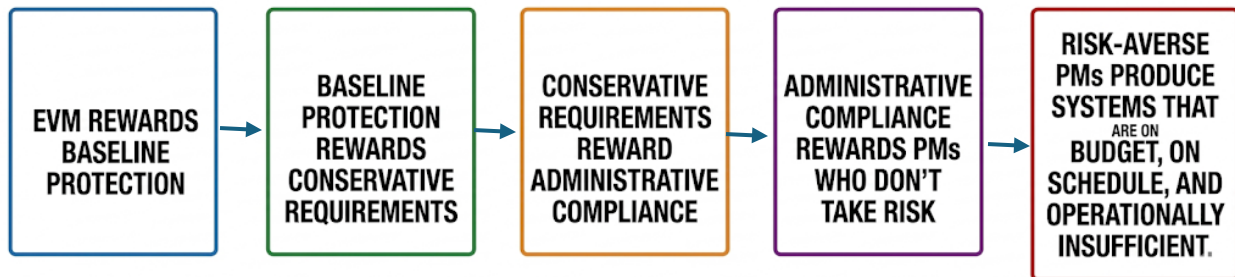 EVM REWARDS
BASELINE
PROTECTION
BASELINE
PROTECTION
REWARDS
CONSERVATIVE
REQUIREMENTS
CONSERVATIVE
REQUIREMENTS
REWARD
ADMINISTRATIVE
COMPLIANCE
ADMINISTRATIVE
COMPLIANCE
REWARDS PMs
WHO DON'T
TAKE RISK
RISK-AVERSE
PMs PRODUCE
SYSTEMS THAT
ARE ON
BUDGET, ON
SCHEDULE, AND
OPERATIONALLY
INSUFFICIENT.